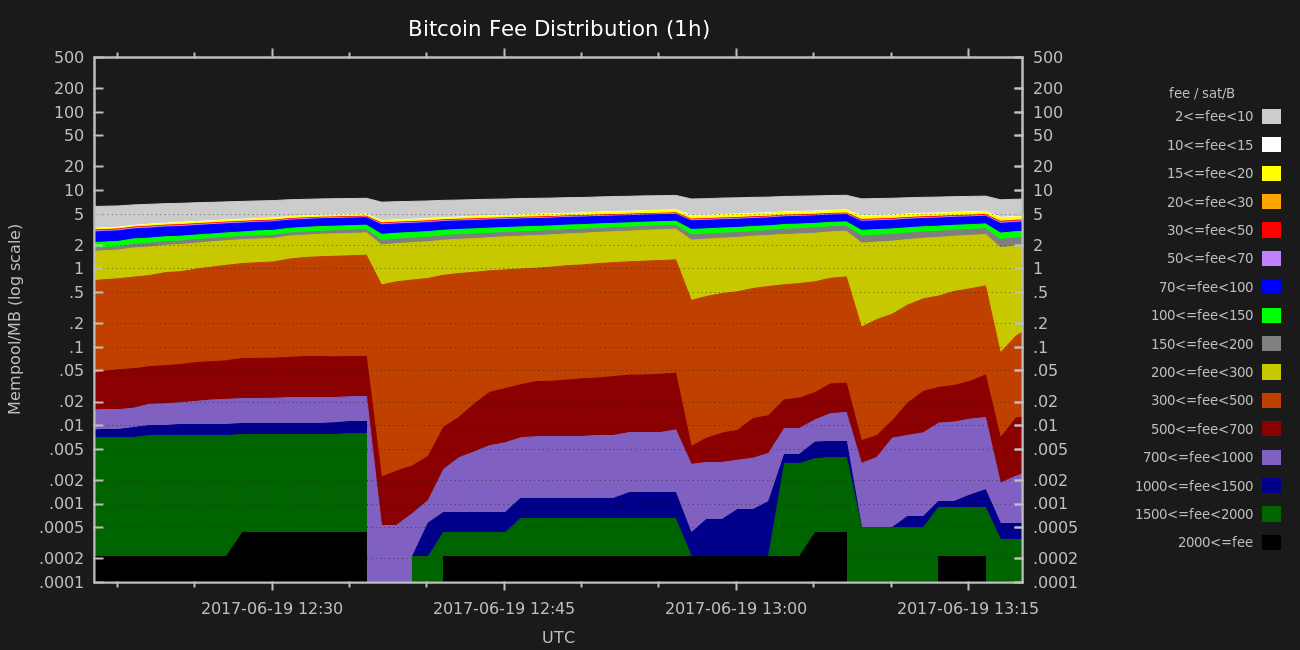 Bitcoin Fee Distribution (1h)
500
200
100
50
20
10
5
2
1
.5
.2
.1
.05
.02
.01
.005
.002
.001
.0005
.0002
.0001
Mempool/MB (log scale)
500
200
100
50
20
10
5
2
1
.5
.2
.1
.05
.02
.01
.005
.002
.001
.0005
.0002
.0001
2017-06-19 12:30
2017-06-19 12:45
2017-06-19 13:00
2017-06-19 13:15
UTC
fee / sat/B
2<=fee<10
10<=fee<15
15<=fee<20
20<=fee<30
30<=fee<50
50<=fee<70
70<=fee<100
100<=fee<150
150<=fee<200
200<=fee<300
300<=fee<500
500<=fee<700
700<=fee<1000
1000<=fee<1500
1500<=fee<2000
2000<=fee